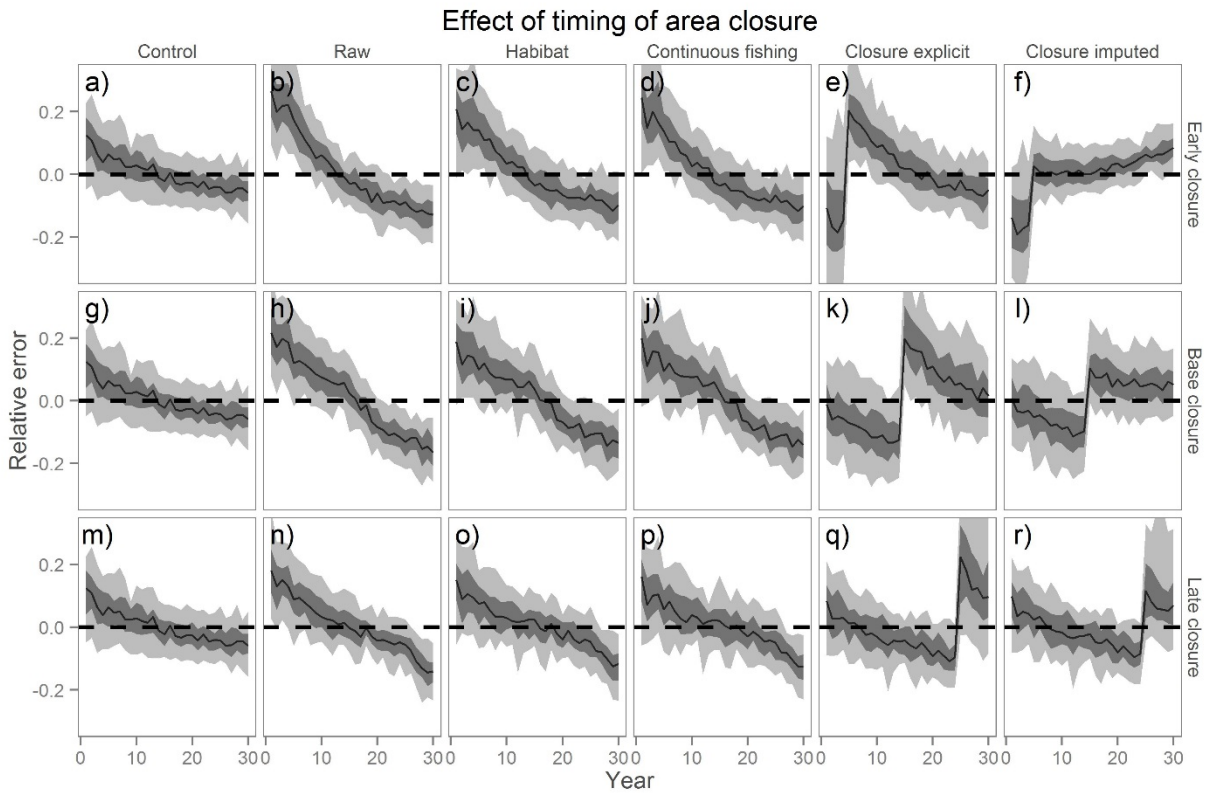 Effect of timing of area closure
Control Raw Habibat Continuous fishing Closure explicit Closure imputed
a) b) c) d) e) f)
0.2
0.0
-0.2
Early closure
g) h) i) j) k) l)
0.2
0.0
-0.2
Base closure
Relative error
m) n) o) p) q) r)
0.2
0.0
-0.2
Late closure
0 10 20 30 0 10 20 30 0 10 20 30 0 10 20 30 0 10 20 30 0 10 20 30
Year